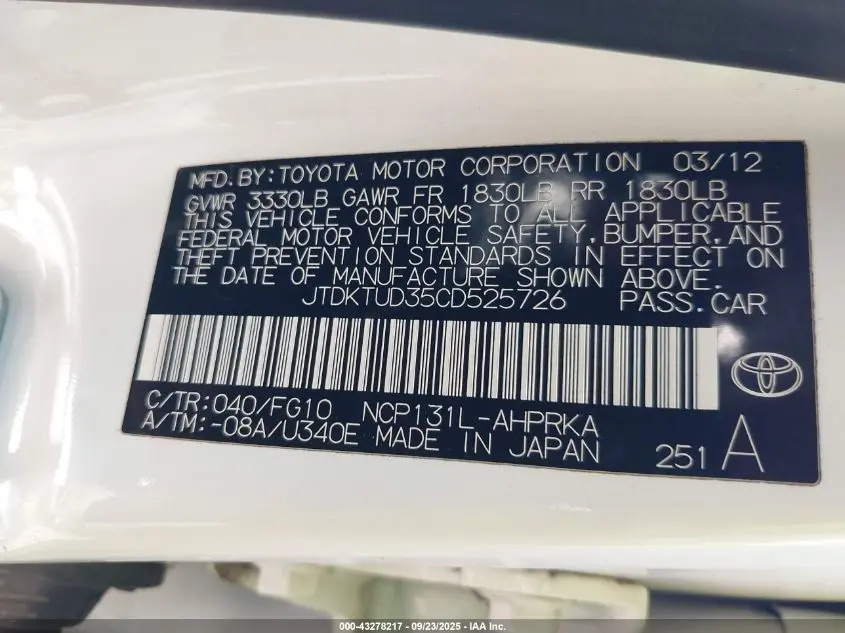 MFD. BY: TOYOTA MOTOR CORPORATION 03/12
GVWR 3330LB GAWR FR 1830LB RR 1830LB
THIS VEHICLE CONFORMS TO ALL APPLICABLE
FEDERAL MOTOR VEHICLE SAFETY, BUMPER, AND
THEFT PREVENTION STANDARDS IN EFFECT ON
THE DATE OF MANUFACTURE SHOWN ABOVE.
JTDKTUD35CD525726 PASS. CAR
C/TR: 040/FG10 NCP131L-AHPRKA
A/TM: -08A/U340E MADE IN JAPAN
251 A
000-43278217 - 09/23/2025 - IAA Inc.